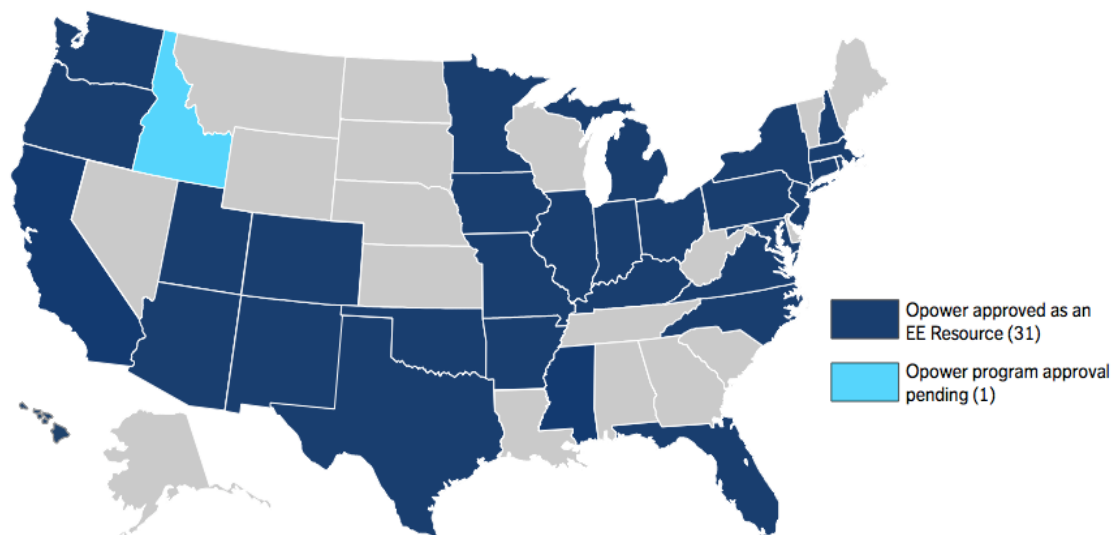 Opower approved as an
EE Resource (31)
Opower program approval
pending (1)